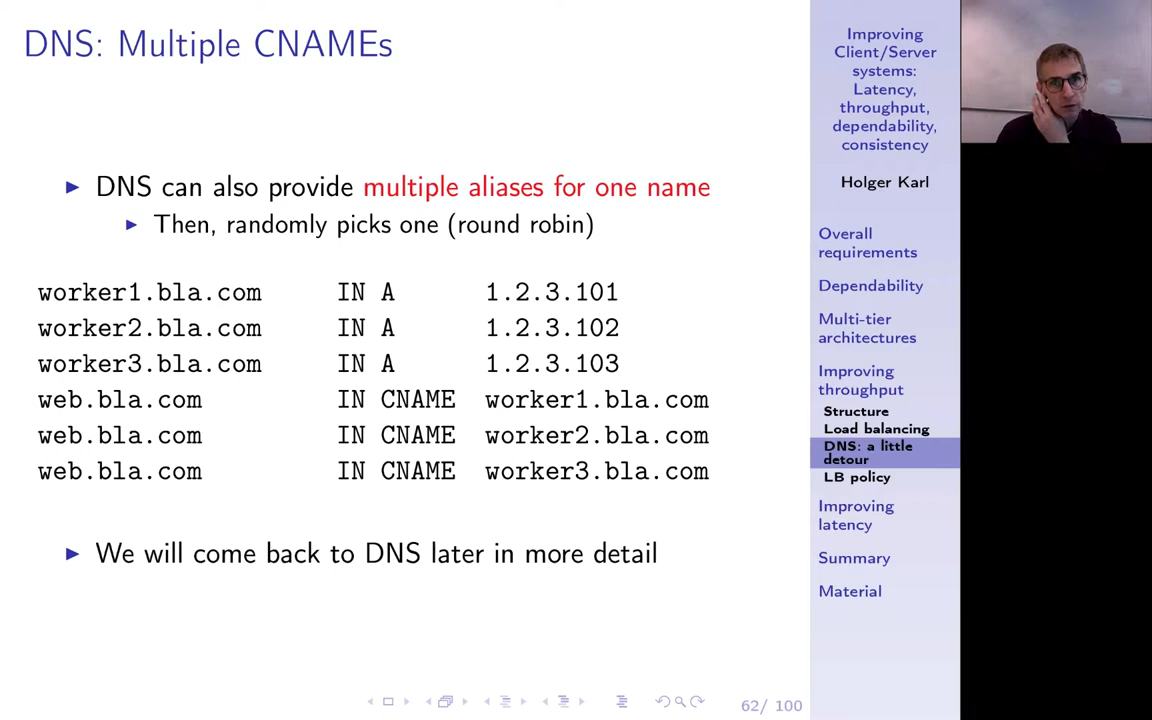 DNS: Multiple CNAMEs
DNS can also provide multiple aliases for one name
Then, randomly picks one (round robin)
worker1.bla.com IN A 1.2.3.101
worker2.bla.com IN A 1.2.3.102
worker3.bla.com IN A 1.2.3.103
web.bla.com IN CNAME worker1.bla.com
web.bla.com IN CNAME worker2.bla.com
web.bla.com IN CNAME worker3.bla.com
We will come back to DNS later in more detail
62/ 100
Improving
Client/Server
systems:
Latency,
throughput,
dependability,
consistency
Holger Karl
Overall
requirements
Dependability
Multi-tier
architectures
Improving
throughput
Structure
Load balancing
DNS: a little
detour
LB policy
Improving
latency
Summary
Material